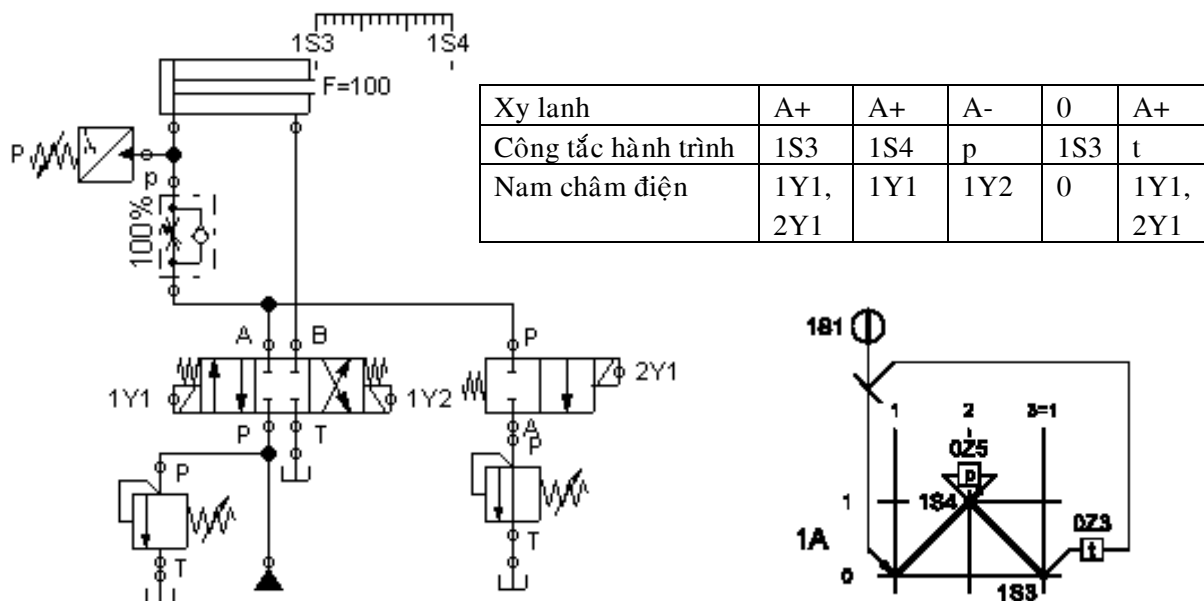 1S3 1S4
F=100
P
p
100%
A B P
1Y1 1Y2 2Y1
P T A
P P
T T
Xy lanh A+ A+ A- 0 A+
Công tắc hành trình 1S3 1S4 p 1S3 t
Nam châm điện 1Y1, 1Y1 1Y2 0 1Y1,
2Y1 2Y1
1S1
1 2 3=1
0Z5
p
1 1S4
0Z3
1A t
0
1S3